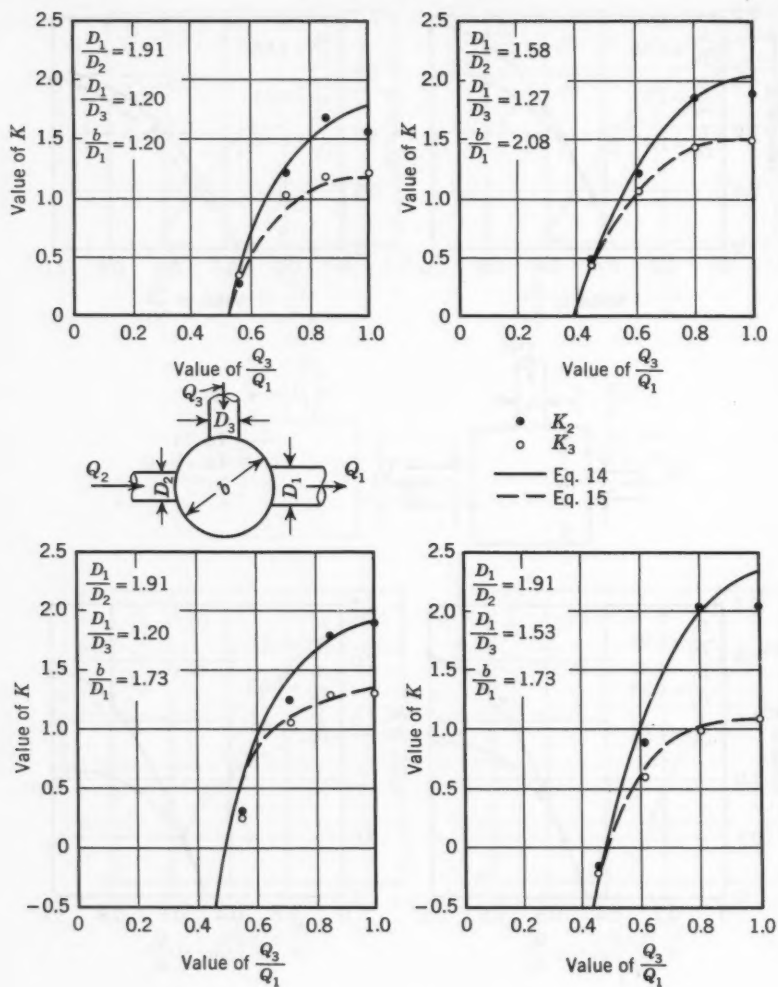 2.5
2.0
1.5
1.0
0.5
0
Value of K
D₁/D₂ = 1.91
D₁/D₃ = 1.20
b/D₁ = 1.20
0 0.2 0.4 0.6 0.8 1.0
Value of Q₃/Q₁
2.5
2.0
1.5
1.0
0.5
0
Value of K
D₁/D₂ = 1.58
D₁/D₃ = 1.27
b/D₁ = 2.08
0 0.2 0.4 0.6 0.8 1.0
Value of Q₃/Q₁
Q₃
D₃
Q₂
D₂
b
D₁
Q₁
K₂
K₃
Eq. 14
Eq. 15
2.5
2.0
1.5
1.0
0.5
0
−0.5
Value of K
D₁/D₂ = 1.91
D₁/D₃ = 1.20
b/D₁ = 1.73
0 0.2 0.4 0.6 0.8 1.0
Value of Q₃/Q₁
2.5
2.0
1.5
1.0
0.5
0
−0.5
Value of K
D₁/D₂ = 1.91
D₁/D₃ = 1.53
b/D₁ = 1.73
0 0.2 0.4 0.6 0.8 1.0
Value of Q₃/Q₁